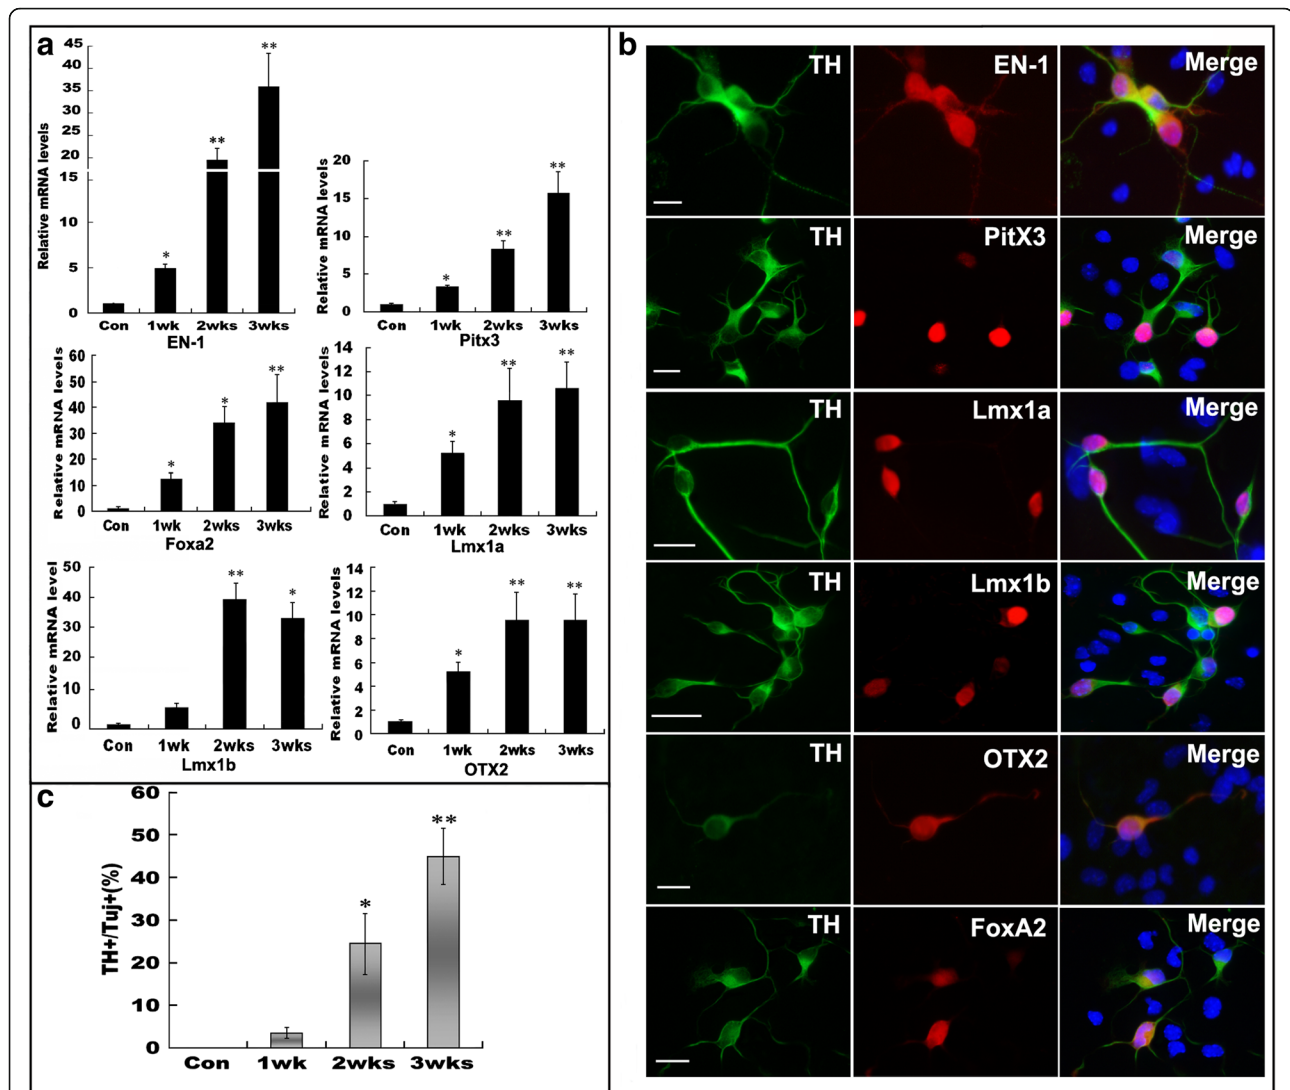 a
Relative mRNA levels
45
40
35
30
25
20
15
10
5
0
*
**
**
Con 1wk 2wks 3wks
EN-1
Relative mRNA levels
20
15
10
5
0
*
**
**
Con 1wk 2wks 3wks
Pitx3
Relative mRNA levels
60
50
40
30
20
10
0
*
*
**
Con 1wk 2wks 3wks
Foxa2
Relative mRNA levels
14
12
10
8
6
4
2
0
*
**
**
Con 1wk 2wks 3wks
Lmx1a
Relative mRNA level
50
40
30
20
10
0
**
*
Con 1wk 2wks 3wks
Lmx1b
Relative mRNA levels
14
12
10
8
6
4
2
0
*
**
**
Con 1wk 2wks 3wks
OTX2
b
TH EN-1 Merge
TH PitX3 Merge
TH Lmx1a Merge
TH Lmx1b Merge
TH OTX2 Merge
TH FoxA2 Merge
c
TH+/Tuj+(%)
60
50
40
30
20
10
0
*
**
Con 1wk 2wks 3wks